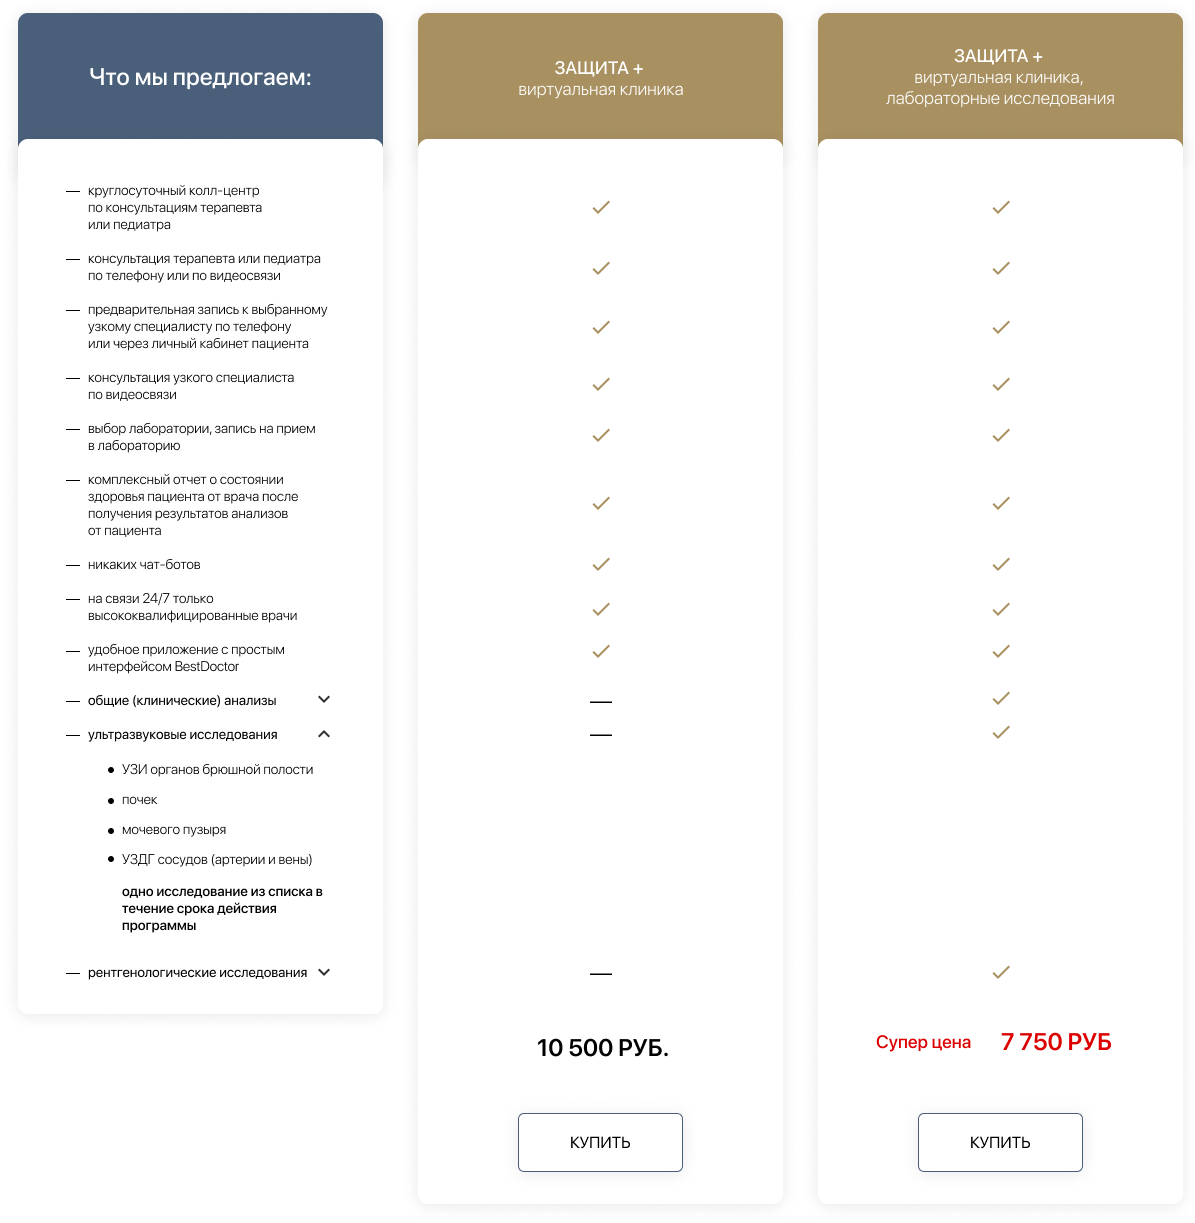 Что мы предлогаем:
ЗАЩИТА +
виртуальная клиника
ЗАЩИТА +
виртуальная клиника,
лабораторные исследования
— круглосуточный колл-центр
по консультациям терапевта
или педиатра
— консультация терапевта или педиатра
по телефону или по видеосвязи
— предварительная запись к выбранному
узкому специалисту по телефону
или через личный кабинет пациента
— консультация узкого специалиста
по видеосвязи
— выбор лаборатории, запись на прием
в лабораторию
— комплексный отчет о состоянии
здоровья пациента от врача после
получения результатов анализов
от пациента
— никаких чат-ботов
— на связи 24/7 только
высококвалифицированные врачи
— удобное приложение с простым
интерфейсом BestDoctor
— общие (клинические) анализы
— ультразвуковые исследования
• УЗИ органов брюшной полости
• почек
• мочевого пузыря
• УЗДГ сосудов (артерии и вены)
одно исследование из списка в
течение срока действия
программы
— рентгенологические исследования
10 500 РУБ.
Супер цена 7 750 РУБ
КУПИТЬ
КУПИТЬ